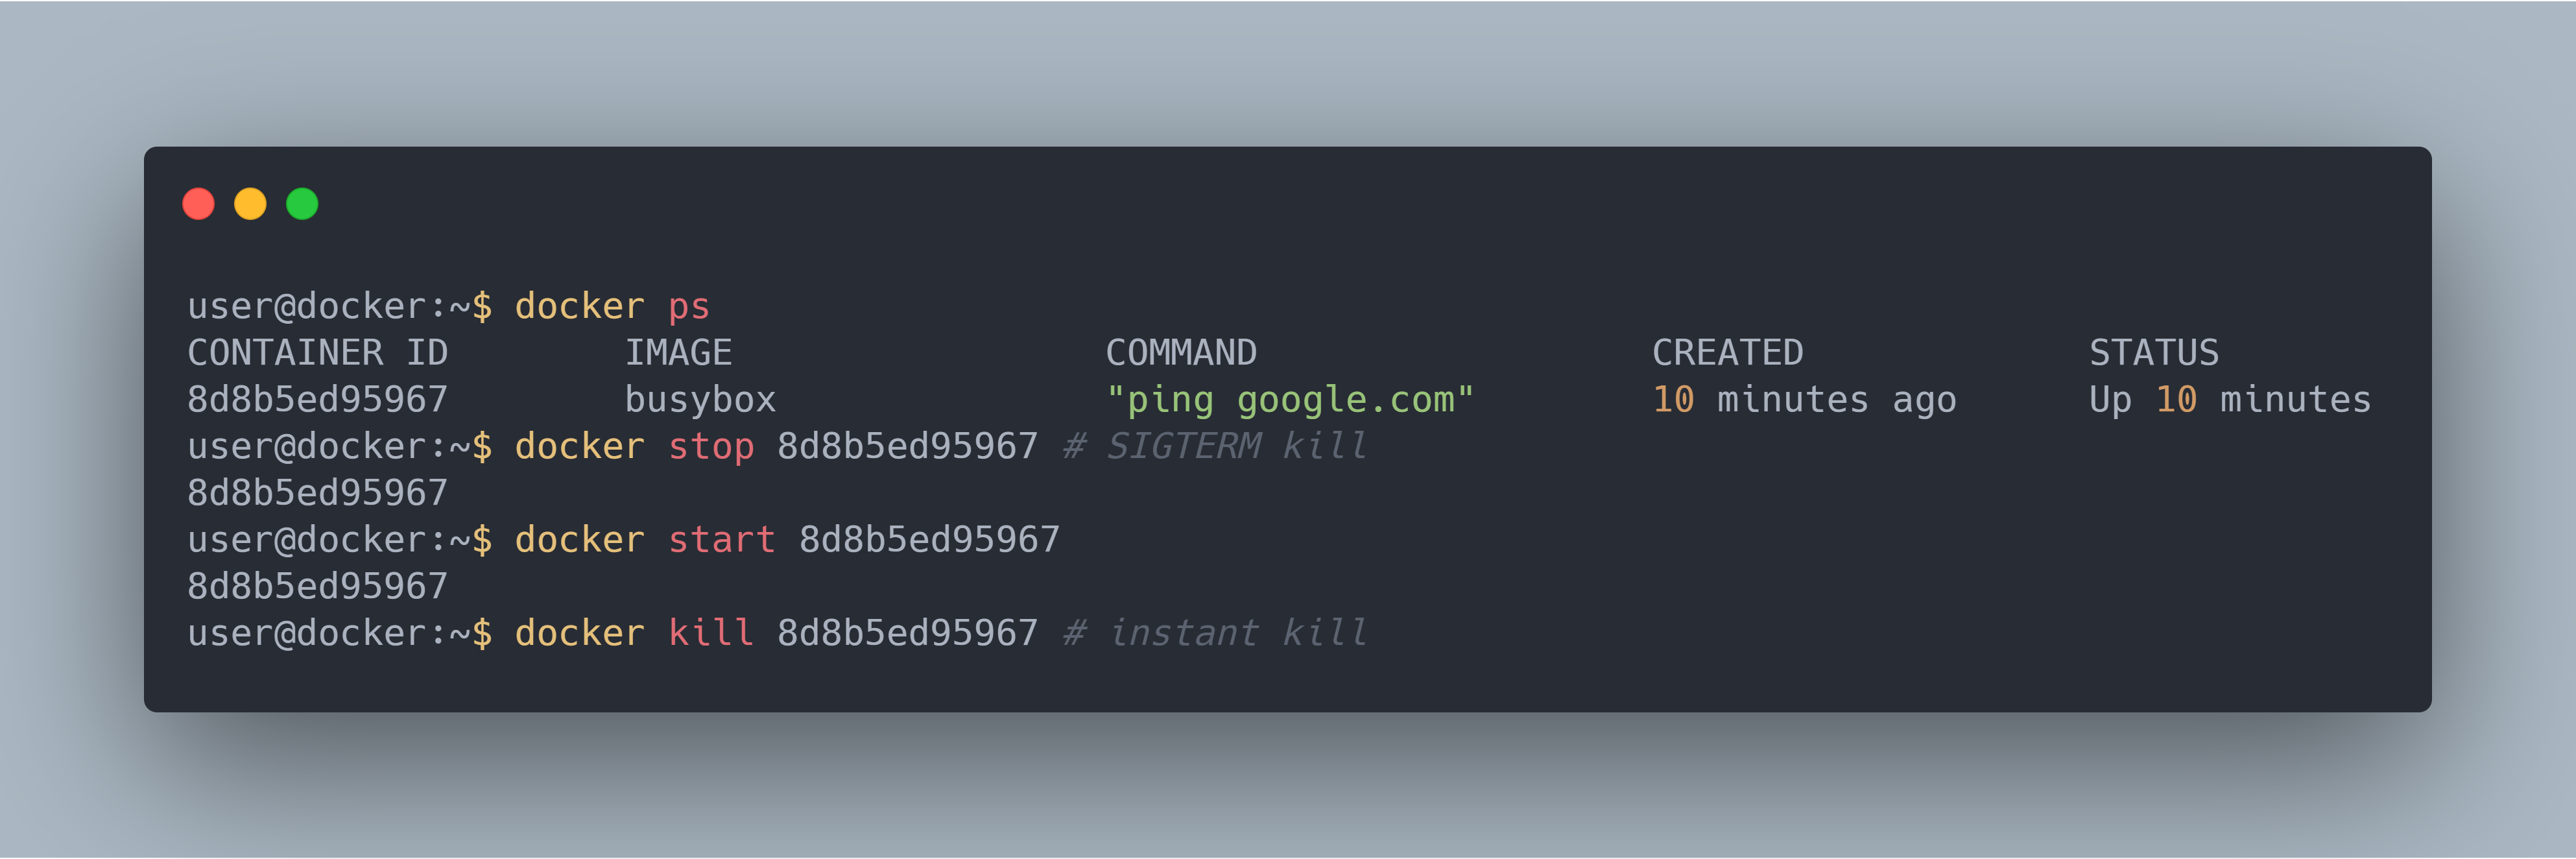 user@docker:~$ docker ps
CONTAINER ID        IMAGE                 COMMAND                  CREATED             STATUS
8d8b5ed95967        busybox               "ping google.com"        10 minutes ago      Up 10 minutes
user@docker:~$ docker stop 8d8b5ed95967 # SIGTERM kill
8d8b5ed95967
user@docker:~$ docker start 8d8b5ed95967
8d8b5ed95967
user@docker:~$ docker kill 8d8b5ed95967 # instant kill